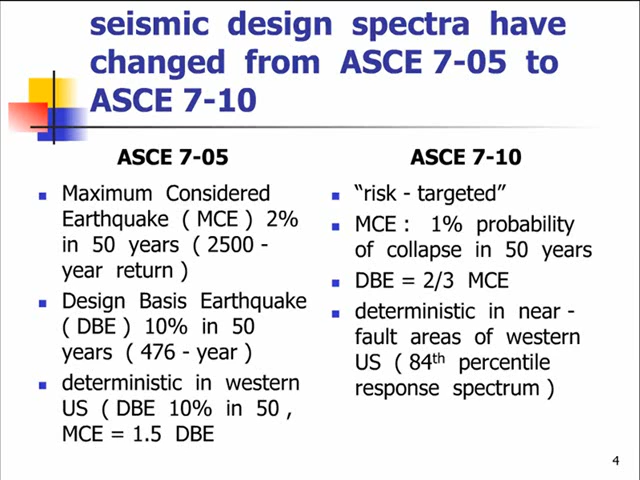 seismic design spectra have
changed from ASCE 7-05 to
ASCE 7-10
ASCE 7-05
Maximum Considered
Earthquake ( MCE ) 2%
in 50 years ( 2500 -
year return )
Design Basis Earthquake
( DBE ) 10% in 50
years ( 476 - year )
deterministic in western
US ( DBE 10% in 50 ,
MCE = 1.5 DBE
ASCE 7-10
“risk - targeted”
MCE : 1% probability
of collapse in 50 years
DBE = 2/3 MCE
deterministic in near -
fault areas of western
US ( 84th percentile
response spectrum )
4